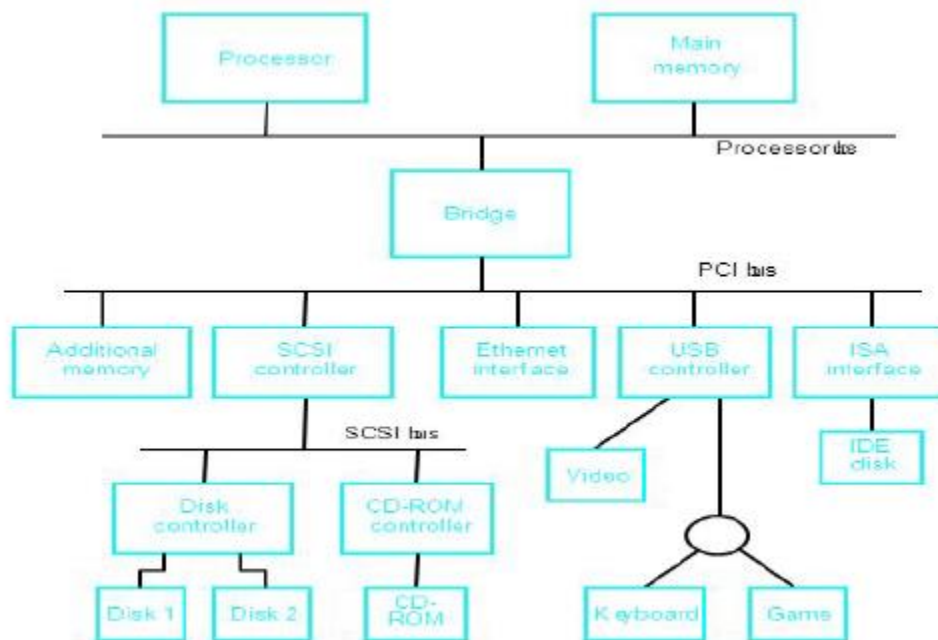 Processor
Main
memory
Processor
Bridge
PCI bus
Additional
memory
SCSI
controller
Ethernet
interface
USB
controller
ISA
interface
SCSI bus
IDE
disk
Video
Disk
controller
CD-ROM
controller
Disk 1
Disk 2
CD-
ROM
Keyboard
Game